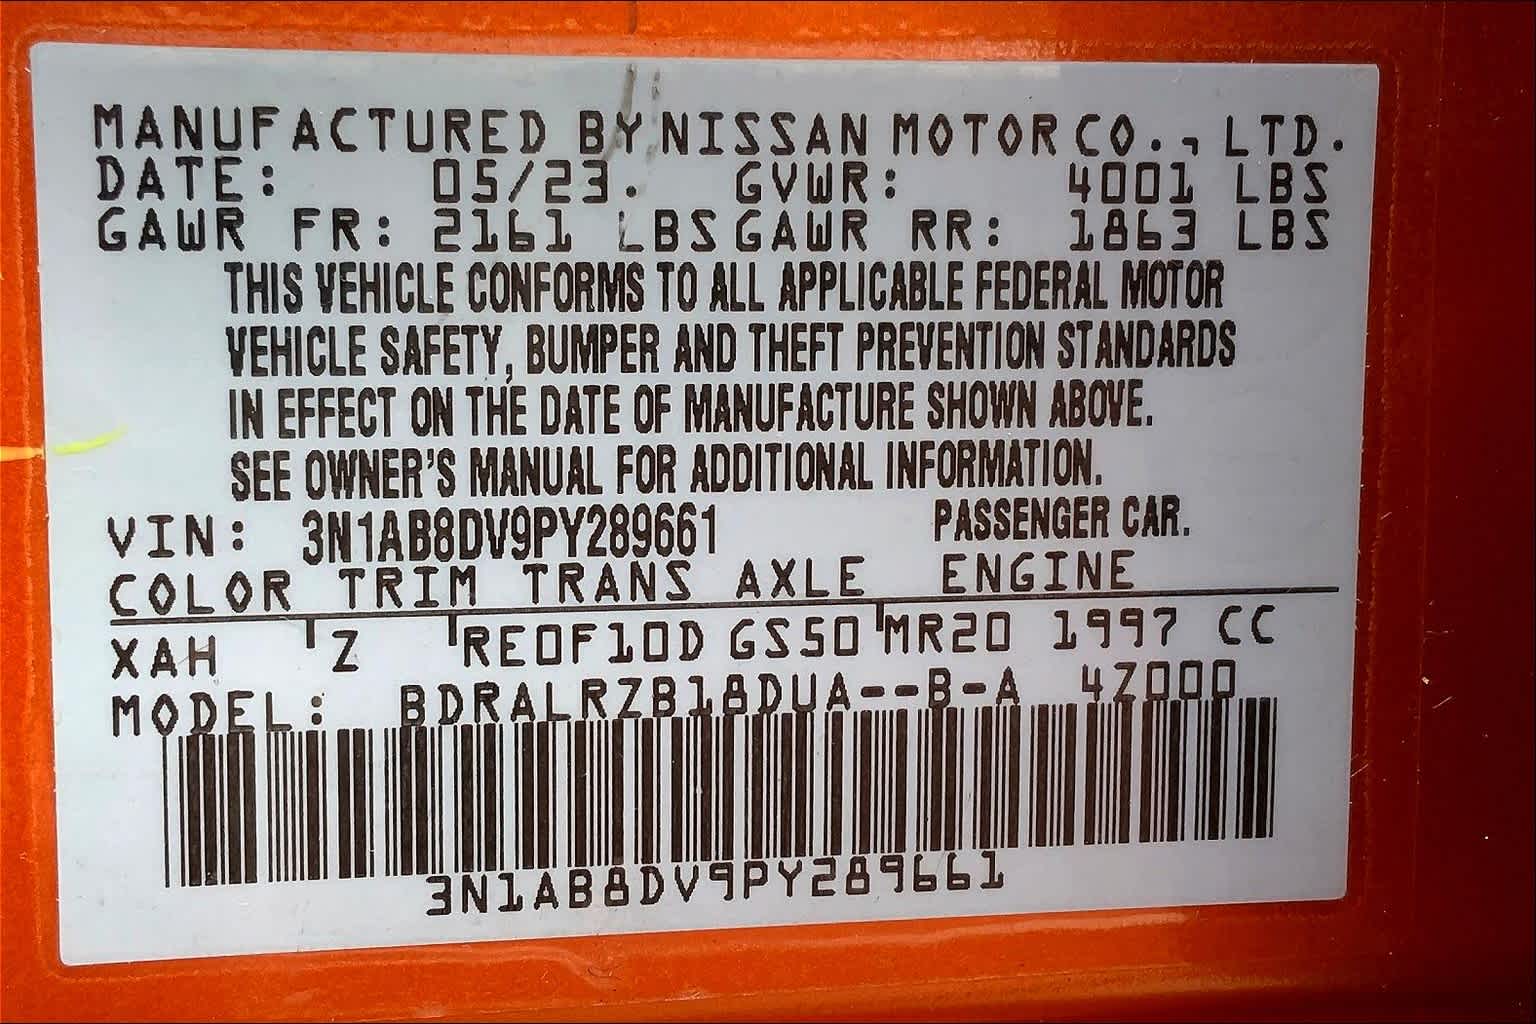 MANUFACTURED BY NISSAN MOTOR CO., LTD.
DATE: 05/23. GVWR: 4001 LBS
GAWR FR: 2161 LBS GAWR RR: 1863 LBS
THIS VEHICLE CONFORMS TO ALL APPLICABLE FEDERAL MOTOR
VEHICLE SAFETY, BUMPER AND THEFT PREVENTION STANDARDS
IN EFFECT ON THE DATE OF MANUFACTURE SHOWN ABOVE.
SEE OWNER'S MANUAL FOR ADDITIONAL INFORMATION.
VIN: 3N1AB8DV9PY289661 PASSENGER CAR.
COLOR TRIM TRANS AXLE ENGINE
XAH Z RE0F10D GS50 MR20 1997 CC
MODEL: BDRALRZB18DUA--B-A 4Z000
3N1AB8DV9PY289661